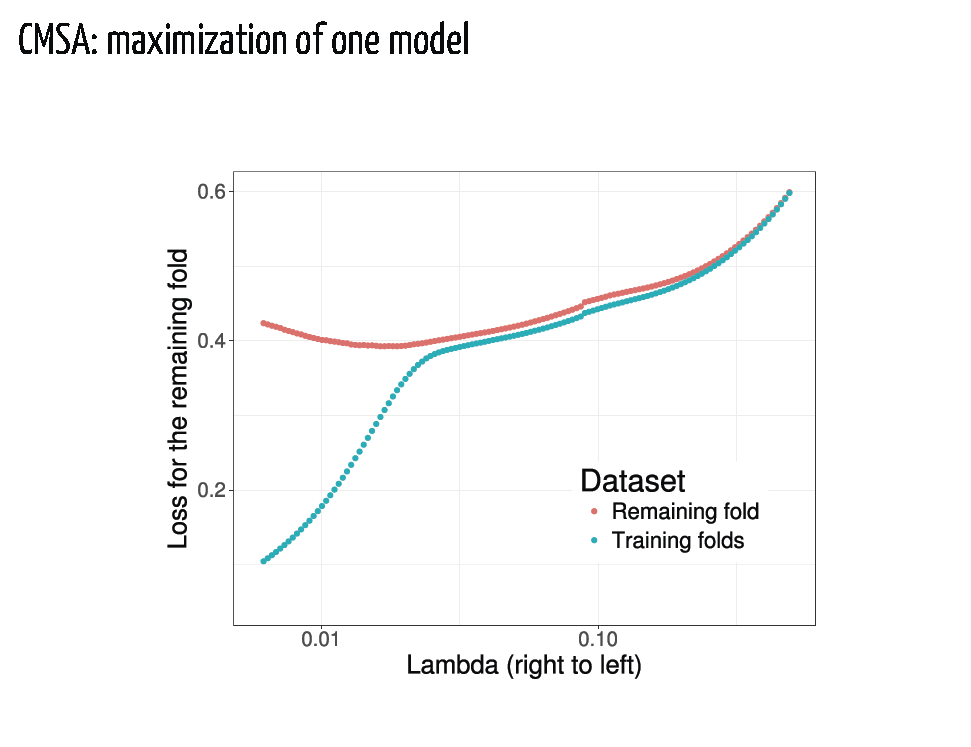 CMSA: maximization of one model
Loss for the remaining fold
0.6
0.4
0.2
Dataset
Remaining fold
Training folds
0.01
0.10
Lambda (right to left)